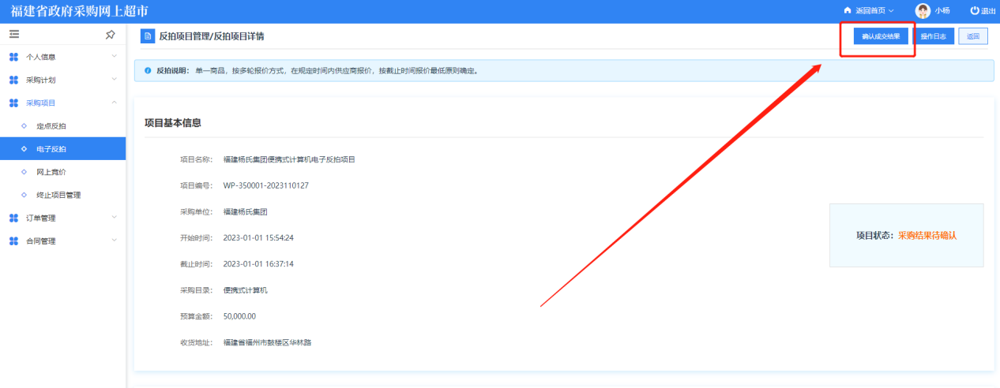 福建省政府采购网上超市
返回首页
小杨
退出
反拍项目管理/反拍项目详情
确认成交结果
操作日志
返回
个人信息
采购计划
采购项目
定点反拍
电子反拍
网上竞价
终止项目管理
订单管理
合同管理
反拍说明： 单一商品，按多轮报价方式，在规定时间内供应商报价，按截止时间报价最低原则确定。
项目基本信息
项目名称： 福建杨氏集团便携式计算机电子反拍项目
项目编号： WP-350001-2023110127
采购单位： 福建杨氏集团
开始时间： 2023-01-01 15:54:24
截止时间： 2023-01-01 16:37:14
采购目录： 便携式计算机
预算金额： 50,000.00
收货地址： 福建省福州市鼓楼区华林路
项目状态：采购结果待确认